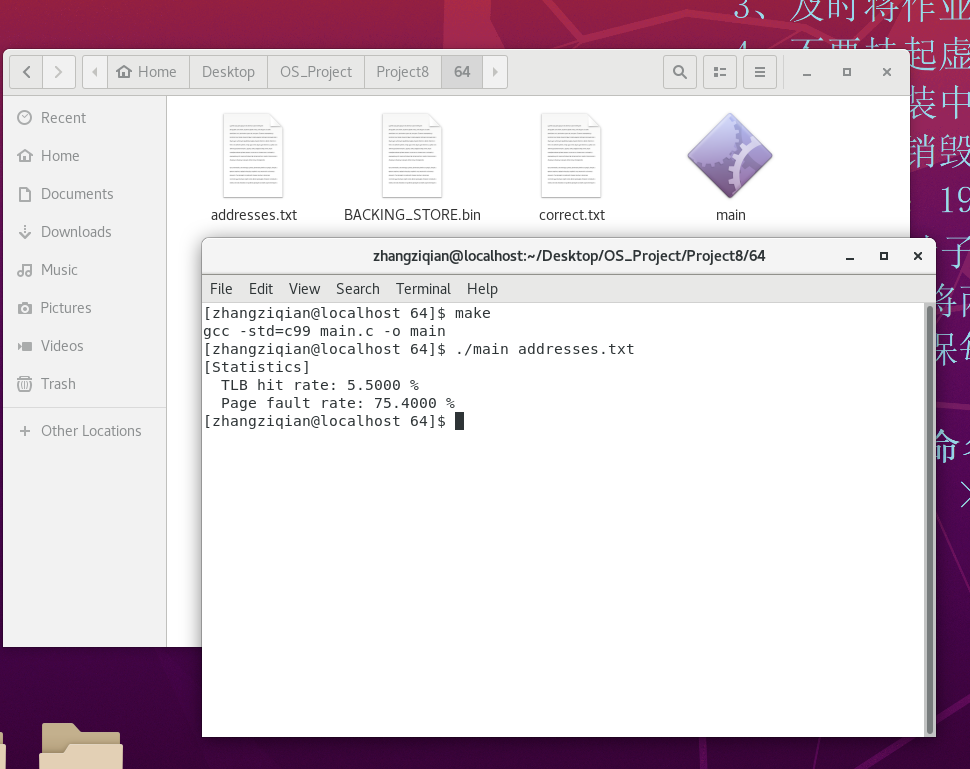 3、及时将作业
4、不要挂起虚
装中
销毁
19
子
将两
保每
命名
Home Desktop OS_Project Project8 64
Recent
Home
Documents
Downloads
Music
Pictures
Videos
Trash
Other Locations
addresses.txt BACKING_STORE.bin correct.txt main
zhangziqian@localhost:~/Desktop/OS_Project/Project8/64
File Edit View Search Terminal Help
[zhangziqian@localhost 64]$ make
gcc -std=c99 main.c -o main
[zhangziqian@localhost 64]$ ./main addresses.txt
[Statistics]
  TLB hit rate: 5.5000 %
  Page fault rate: 75.4000 %
[zhangziqian@localhost 64]$